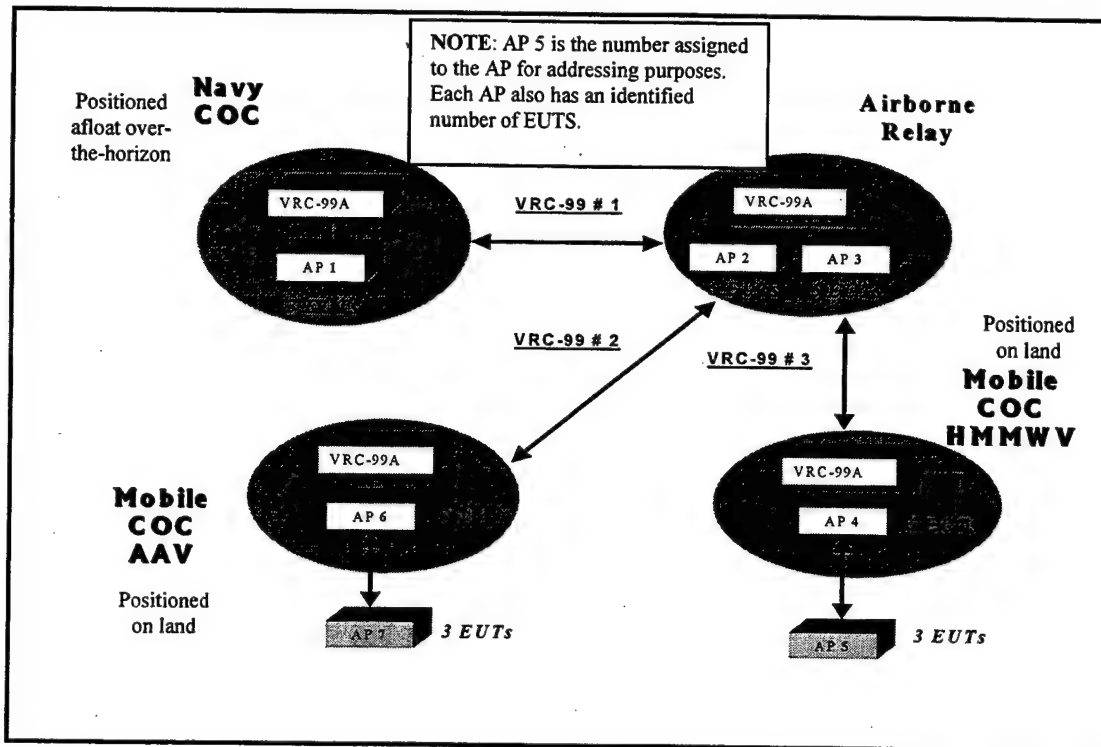 NOTE: AP 5 is the number assigned
to the AP for addressing purposes.
Each AP also has an identified
number of EUTS.
Positioned
afloat over-
the-horizon
Navy
COC
Airborne
Relay
VRC-99A
AP 1
VRC-99 # 1
VRC-99A
AP 2
AP 3
VRC-99 # 2
VRC-99 # 3
Positioned
on land
Mobile
COC
HMMWV
VRC-99A
AP 6
VRC-99A
AP 4
Mobile
COC
AAV
Positioned
on land
AP 7
3 EUTs
AP 5
3 EUTs